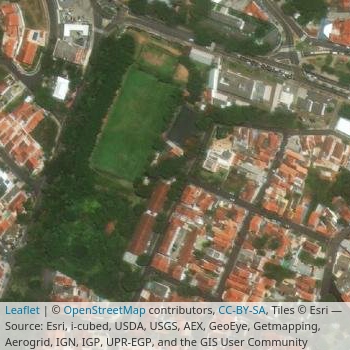 Leaflet | © OpenStreetMap contributors, CC-BY-SA, Tiles © Esri —
Source: Esri, i-cubed, USDA, USGS, AEX, GeoEye, Getmapping,
Aerogrid, IGN, IGP, UPR-EGP, and the GIS User Community